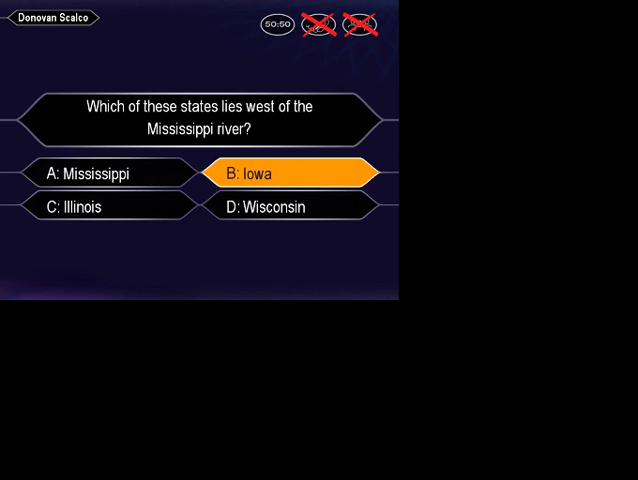 Donovan Scalco
50:50
Which of these states lies west of the
Mississippi river?
A: Mississippi
B: Iowa
C: Illinois
D: Wisconsin